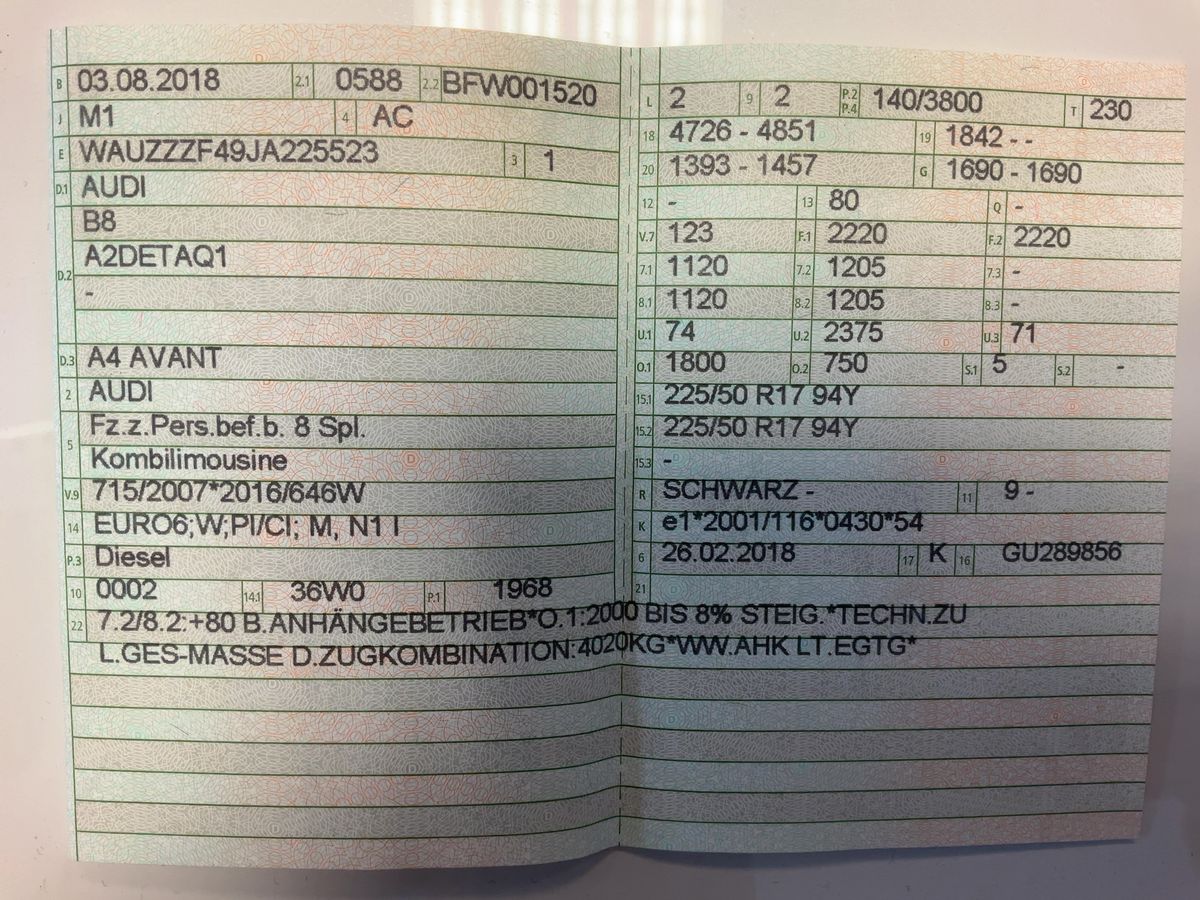 B 03.08.2018 2.1 0588 2.2 BFW001520
J M1 4 AC
E WAUZZZF49JA225523 3 1
D.1 AUDI
D.2 B8
A2DETAQ1
-
D.3 A4 AVANT
2 AUDI
5 Fz.z.Pers.bef.b. 8 Spl.
Kombilimousine
V.9 715/2007*2016/646W
14 EURO6;W;PI/CI; M, N1 I
P.3 Diesel
10 0002 14.1 36W0 P.1 1968
L 2 9 2 P.2 P.4 140/3800 T 230
18 4726 - 4851 19 1842 - -
20 1393 - 1457 G 1690 - 1690
12 - 13 80 Q -
V.7 123 F.1 2220 F.2 2220
7.1 1120 7.2 1205 7.3 -
8.1 1120 8.2 1205 8.3 -
U.1 74 U.2 2375 U.3 71
O.1 1800 O.2 750 S.1 5 S.2 -
15.1 225/50 R17 94Y
15.2 225/50 R17 94Y
15.3 -
R SCHWARZ - 11 9 -
K e1*2001/116*0430*54
6 26.02.2018 17 K 16 GU289856
21
22 7.2/8.2:+80 B.ANHÄNGEBETRIEB*O.1:2000 BIS 8% STEIG.*TECHN.ZU
L.GES-MASSE D.ZUGKOMBINATION:4020KG*WW.AHK LT.EGTG*